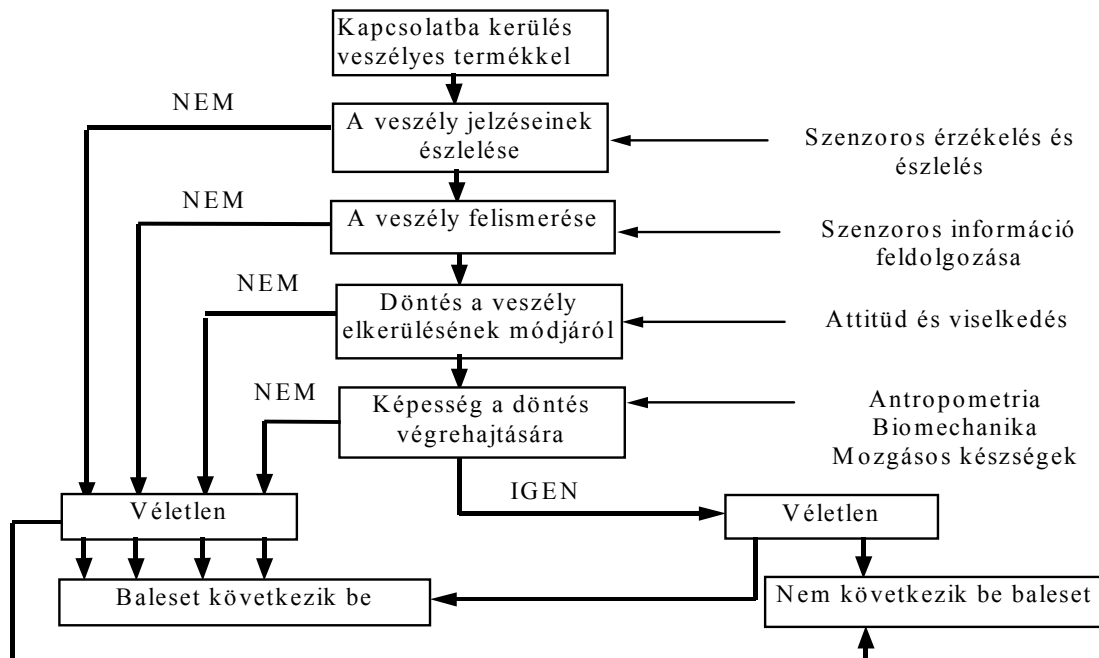 Kapcsolatba kerülés
veszélyes termékkel
NEM
A veszély jelzéseinek
észlelése
Szenzoros érzékelés és
észlelés
NEM
A veszély felismerése
Szenzoros információ
feldolgozása
NEM
Döntés a veszély
elkerülésének módjáról
Attitüd és viselkedés
NEM
Képesség a döntés
végrehajtására
Antropometria
Biomechanika
Mozgásos készségek
IGEN
Véletlen
Véletlen
Baleset következik be
Nem következik be baleset